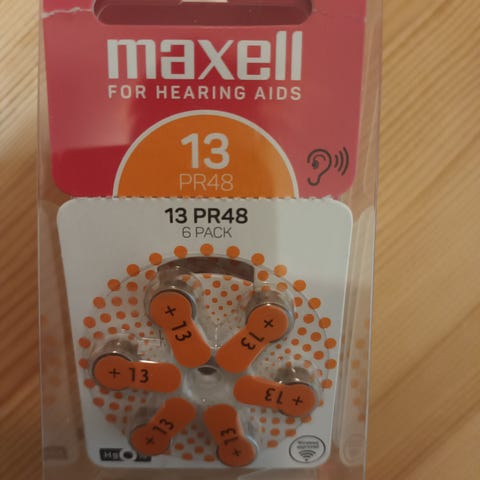 maxell
FOR HEARING AIDS
13
PR48
13 PR48
6 PACK
+ 13
+ 13
+ 13
+ 13
+ 13
+ 13